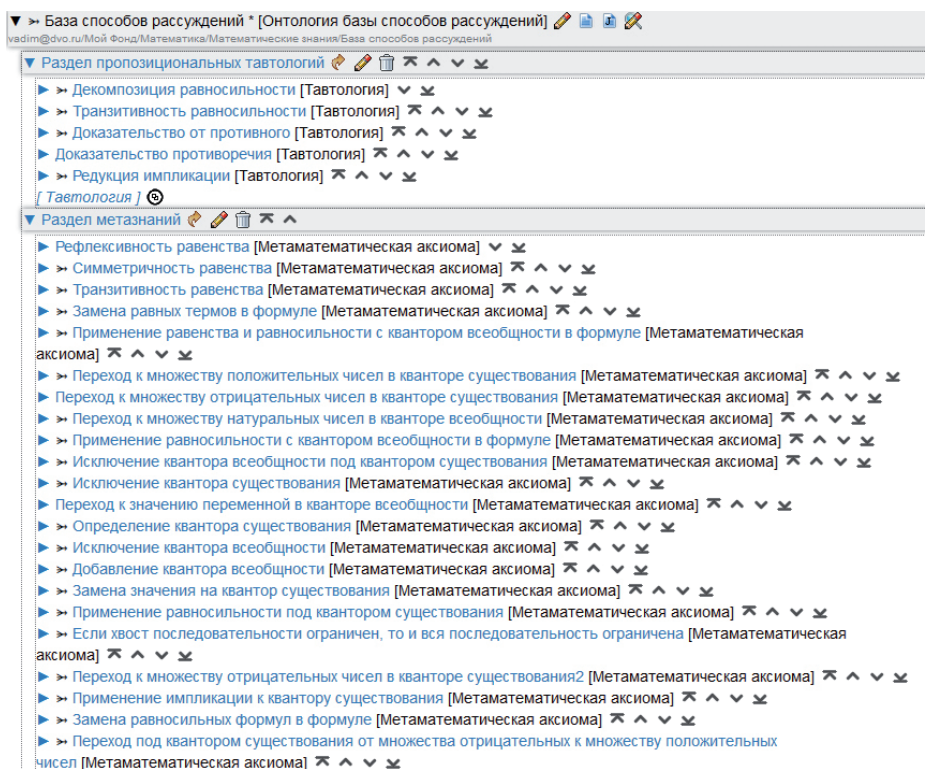 База способов рассуждений * [Онтология базы способов рассуждений]
vadim@dvo.ru/Мой Фонд/Математика/Математические знания/База способов рассуждений
Раздел пропозициональных тавтологий
Декомпозиция равносильности [Тавтология]
Транзитивность равносильности [Тавтология]
Доказательство от противного [Тавтология]
Доказательство противоречия [Тавтология]
Редукция импликации [Тавтология]
[ Тавтология ]
Раздел метазнаний
Рефлексивность равенства [Метаматематическая аксиома]
Симметричность равенства [Метаматематическая аксиома]
Транзитивность равенства [Метаматематическая аксиома]
Замена равных термов в формуле [Метаматематическая аксиома]
Применение равенства и равносильности с квантором всеобщности в формуле [Метаматематическая
аксиома]
Переход к множеству положительных чисел в кванторе существования [Метаматематическая аксиома]
Переход к множеству отрицательных чисел в кванторе существования [Метаматематическая аксиома]
Переход к множеству натуральных чисел в кванторе всеобщности [Метаматематическая аксиома]
Применение равносильности с квантором всеобщности в формуле [Метаматематическая аксиома]
Исключение квантора всеобщности под квантором существования [Метаматематическая аксиома]
Исключение квантора существования [Метаматематическая аксиома]
Переход к значению переменной в кванторе всеобщности [Метаматематическая аксиома]
Определение квантора существования [Метаматематическая аксиома]
Исключение квантора всеобщности [Метаматематическая аксиома]
Добавление квантора всеобщности [Метаматематическая аксиома]
Замена значения на квантор существования [Метаматематическая аксиома]
Применение равносильности под квантором существования [Метаматематическая аксиома]
Если хвост последовательности ограничен, то и вся последовательность ограничена [Метаматематическая
аксиома]
Переход к множеству отрицательных чисел в кванторе существования2 [Метаматематическая аксиома]
Применение импликации к квантору существования [Метаматематическая аксиома]
Замена равносильных формул в формуле [Метаматематическая аксиома]
Переход под квантором существования от множества отрицательных к множеству положительных
чисел [Метаматематическая аксиома]